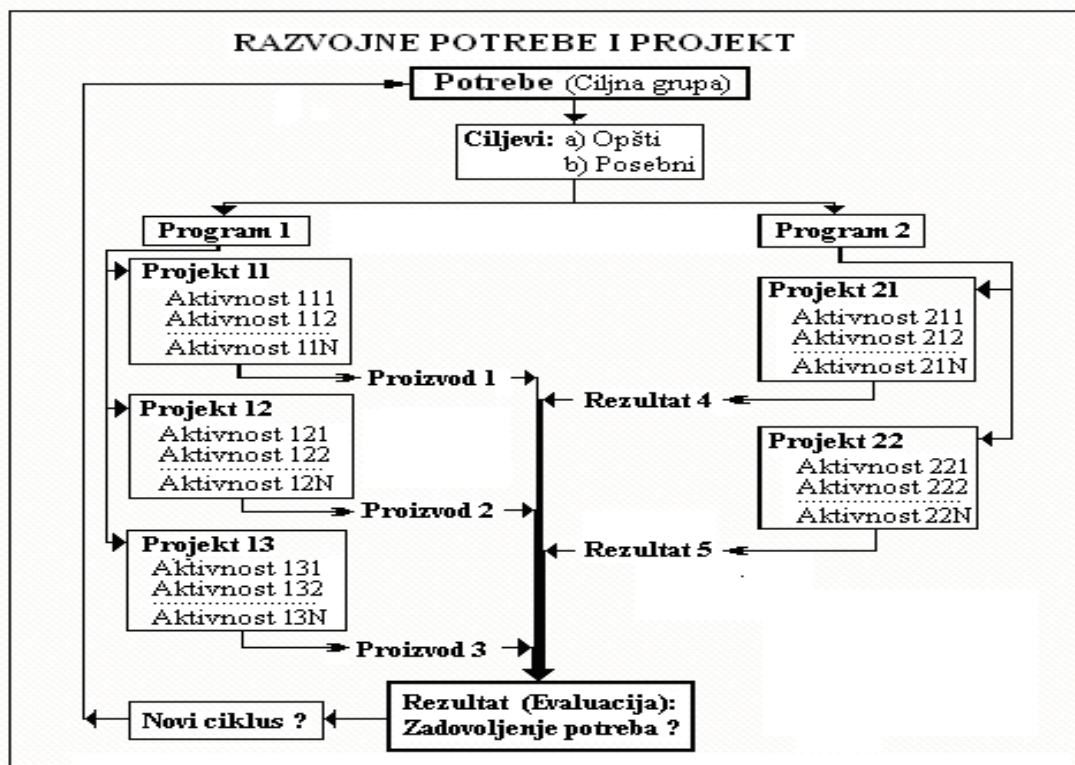 RAZVOJNE POTREBE I PROJEKT
Potrebe (Ciljna grupa)
Ciljevi: a) Opšti
b) Posebni
Program 1
Program 2
Projekt 11
Aktivnost 111
Aktivnost 112
Aktivnost 11N
Proizvod 1
Projekt 12
Aktivnost 121
Aktivnost 122
Aktivnost 12N
Proizvod 2
Projekt 13
Aktivnost 131
Aktivnost 132
Aktivnost 13N
Proizvod 3
Projekt 21
Aktivnost 211
Aktivnost 212
Aktivnost 21N
Rezultat 4
Projekt 22
Aktivnost 221
Aktivnost 222
Aktivnost 22N
Rezultat 5
Rezultat (Evaluacija):
Zadovoljenje potreba ?
Novi ciklus ?